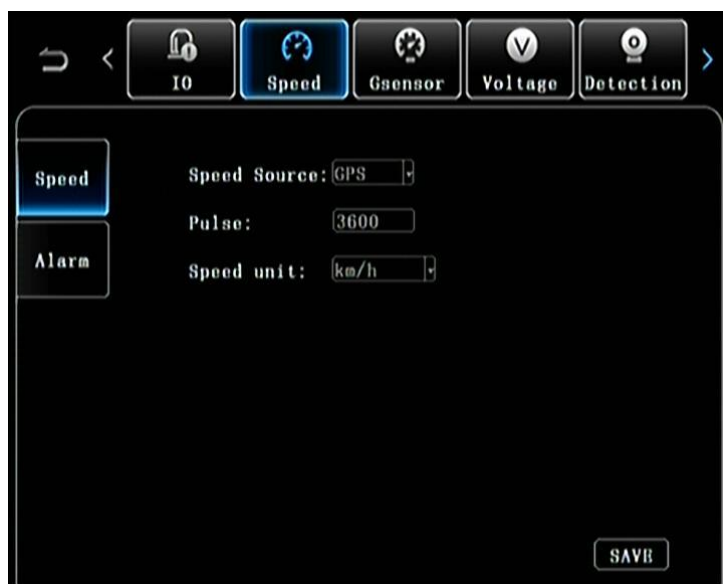 IO Speed Gsensor Voltage Detection
Speed
Speed Source: GPS
Pulse: 3600
Alarm
Speed unit: km/h
SAVE